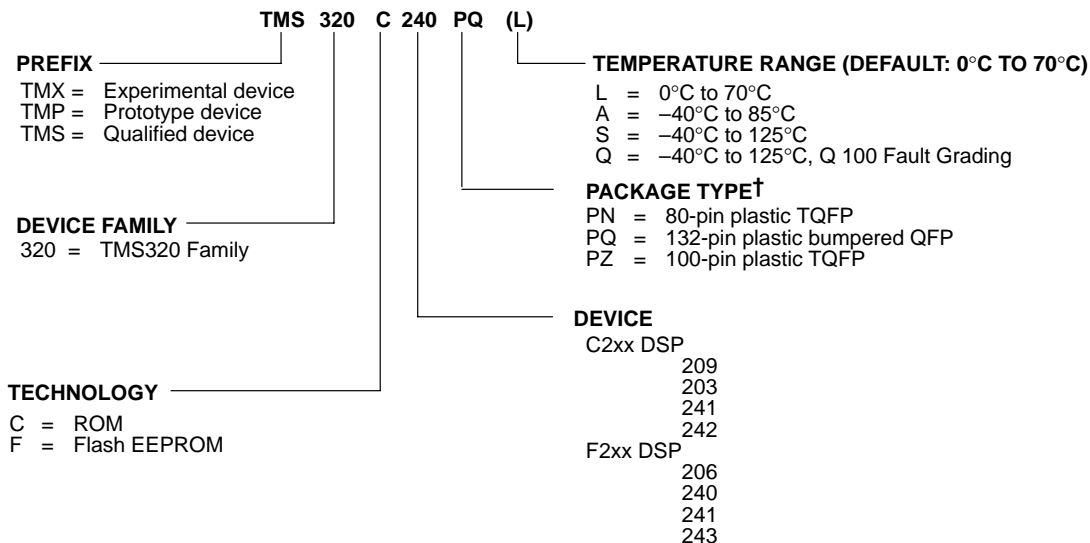 TMS 320 C 240 PQ (L)
PREFIX
TMX = Experimental device
TMP = Prototype device
TMS = Qualified device
TEMPERATURE RANGE (DEFAULT: 0°C TO 70°C)
L = 0°C to 70°C
A = –40°C to 85°C
S = –40°C to 125°C
Q = –40°C to 125°C, Q 100 Fault Grading
PACKAGE TYPE†
PN = 80-pin plastic TQFP
PQ = 132-pin plastic bumpered QFP
PZ = 100-pin plastic TQFP
DEVICE FAMILY
320 = TMS320 Family
DEVICE
C2xx DSP
209
203
241
242
F2xx DSP
206
240
241
243
TECHNOLOGY
C = ROM
F = Flash EEPROM